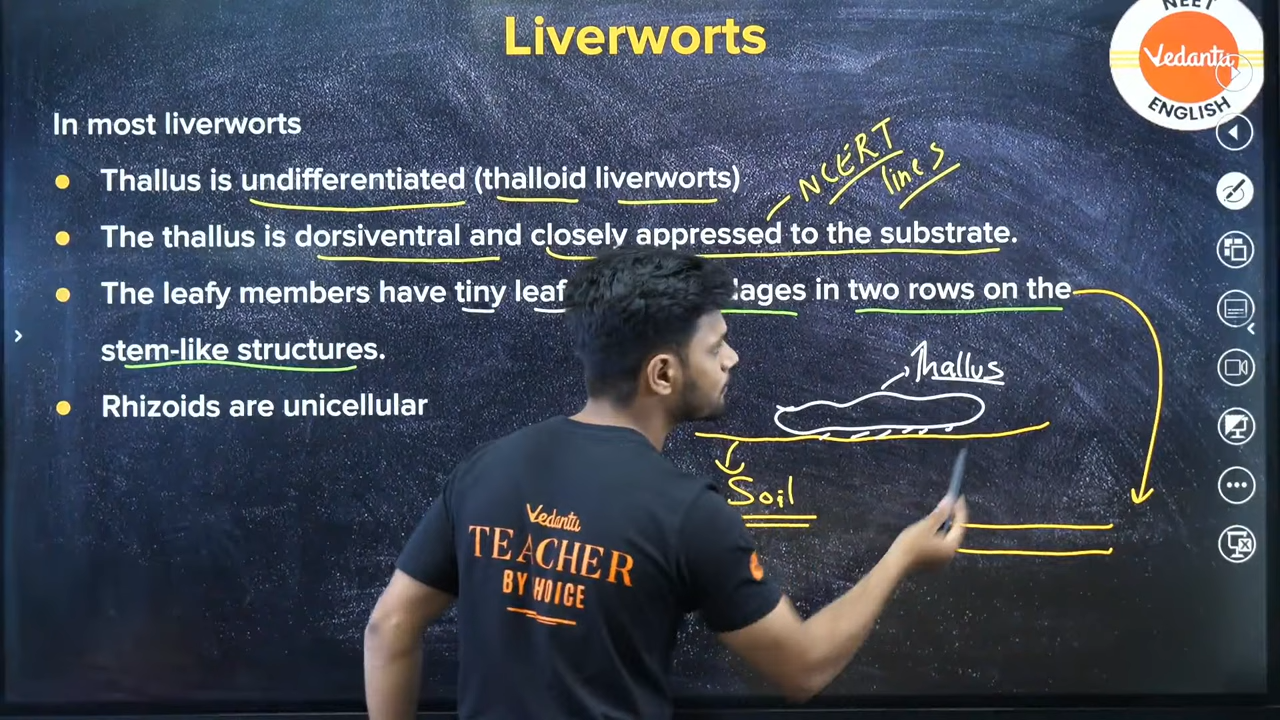 Liverworts
NEET
Vedantu
ENGLISH
In most liverworts
Thallus is undifferentiated (thalloid liverworts)
NCERT
lines
The thallus is dorsiventral and closely appressed to the substrate.
The leafy members have tiny leaf lages in two rows on the
stem-like structures.
Thallus
Rhizoids are unicellular
Soil
Vedantu
TEACHER
BY CHOICE